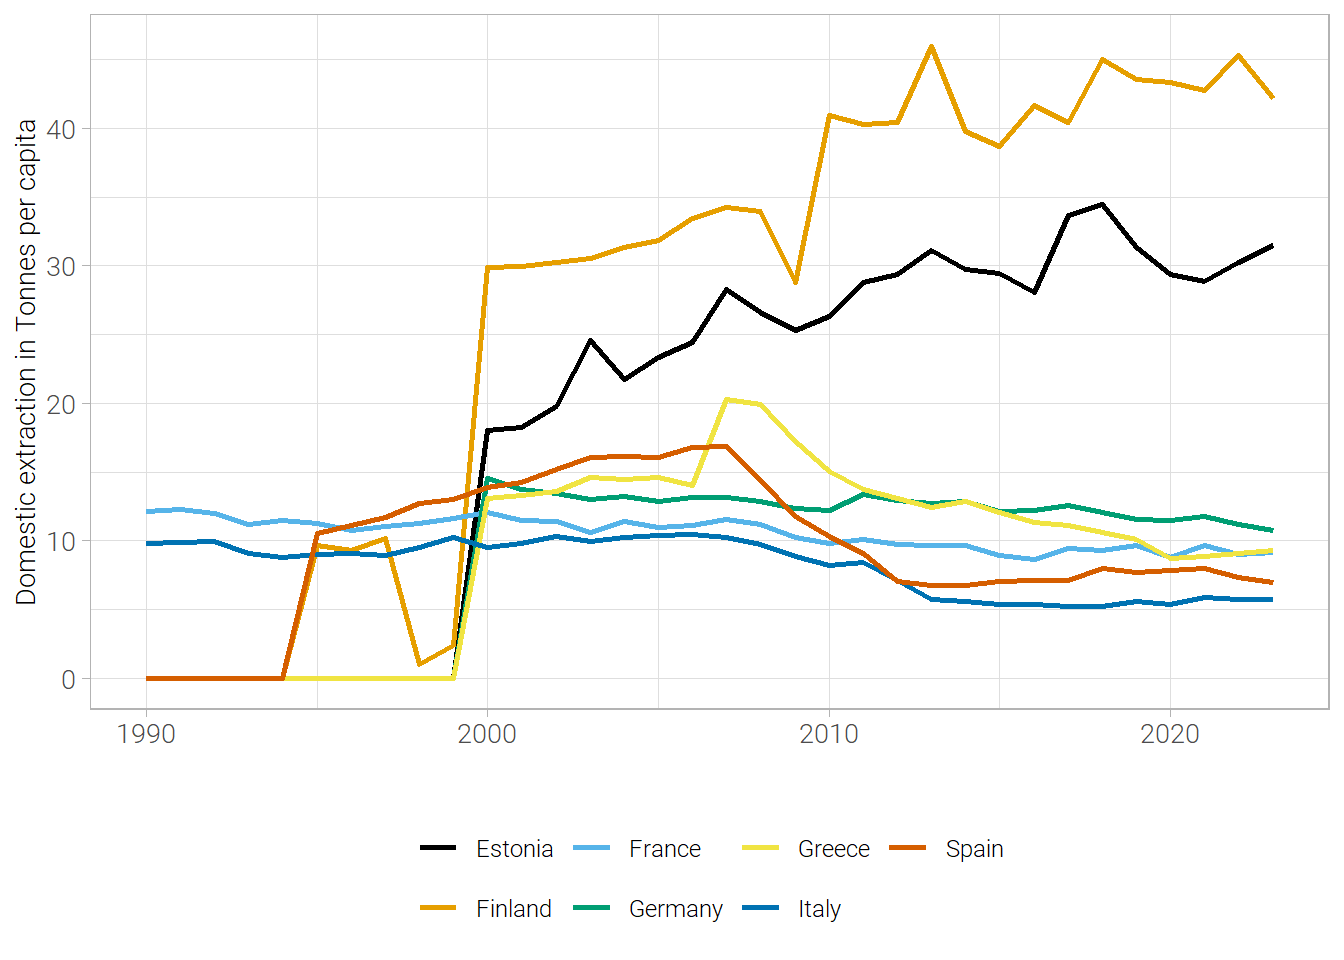 Domestic extraction in Tonnes per capita
40
30
20
10
0
1990 2000 2010 2020
Estonia France Greece Spain
Finland Germany Italy